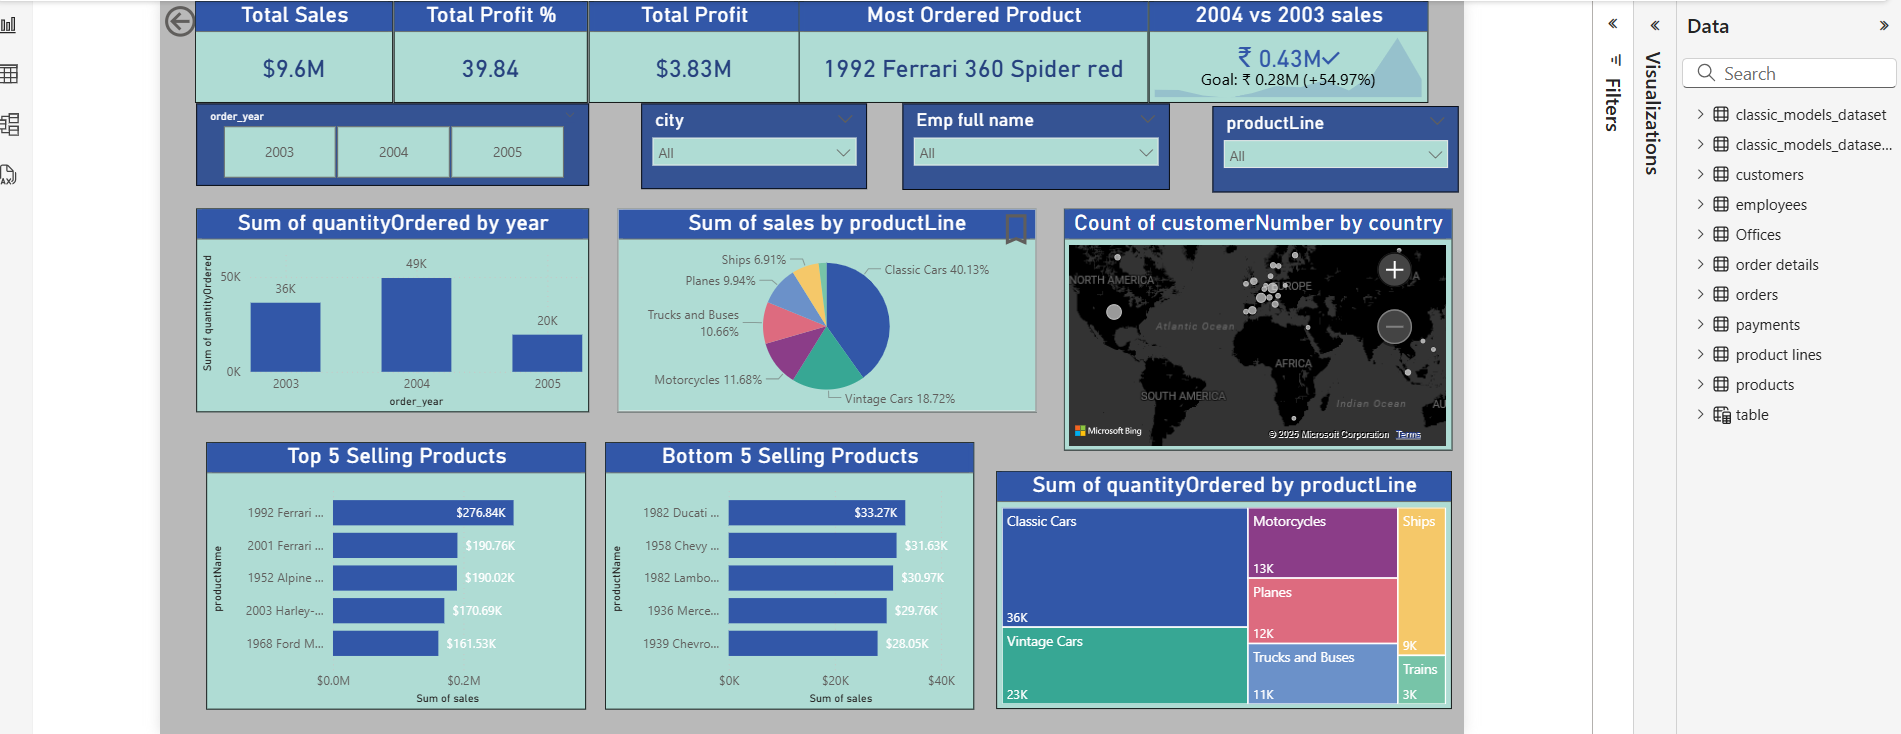 Total Sales
$9.6M
Total Profit %
39.84
Total Profit
$3.83M
Most Ordered Product
1992 Ferrari 360 Spider red
2004 vs 2003 sales
₹ 0.43M
Goal: ₹ 0.28M (+54.97%)
order_year
2003
2004
2005
city
All
Emp full name
All
productLine
All
Sum of quantityOrdered by year
Sum of quantityOrdered
50K
0K
36K
49K
20K
2003
2004
2005
order_year
Sum of sales by productLine
Ships 6.91%
Planes 9.94%
Trucks and Buses
10.66%
Motorcycles 11.68%
Classic Cars 40.13%
Vintage Cars 18.72%
Count of customerNumber by country
NORTH AMERICA
EUROPE
A
Atlantic Ocean
AFRICA
SOUTH AMERICA
Indian Ocean
AU
Microsoft Bing
© 2025 Microsoft Corporation Terms
Top 5 Selling Products
productName
1992 Ferrari ...
$276.84K
2001 Ferrari ...
$190.76K
1952 Alpine ...
$190.02K
2003 Harley-...
$170.69K
1968 Ford M...
$161.53K
$0.0M
$0.2M
Sum of sales
Bottom 5 Selling Products
productName
1982 Ducati ...
$33.27K
1958 Chevy ...
$31.63K
1982 Lambo...
$30.97K
1936 Merce...
$29.76K
1939 Chevro...
$28.05K
$0K
$20K
$40K
Sum of sales
Sum of quantityOrdered by productLine
Classic Cars
36K
Vintage Cars
23K
Motorcycles
13K
Planes
12K
Trucks and Buses
11K
Ships
9K
Trains
3K
Filters
Visualizations
Data
Search
classic_models_dataset
classic_models_datase...
customers
employees
Offices
order details
orders
payments
product lines
products
table